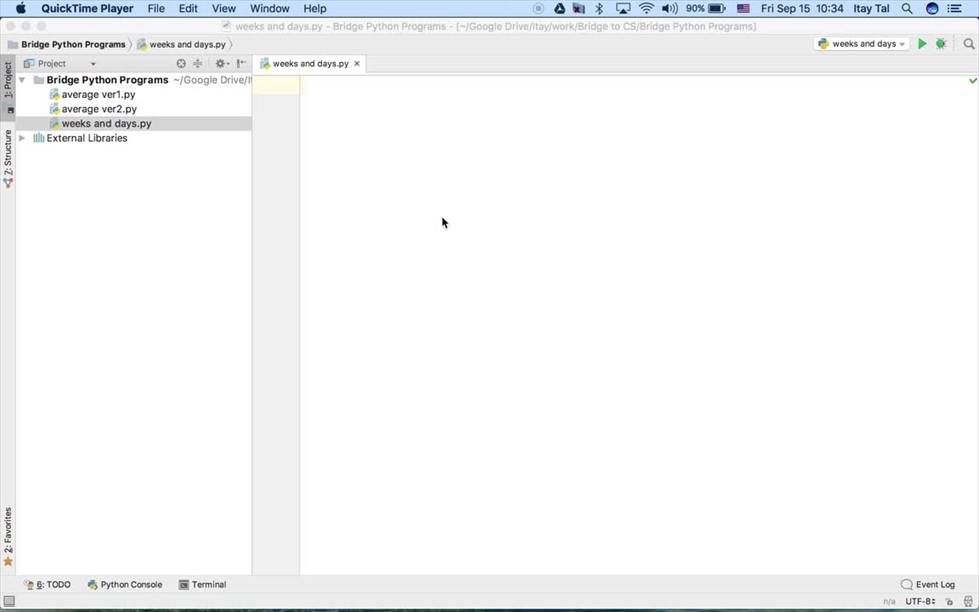 QuickTime Player File Edit View Window Help 90% Fri Sep 15 10:34 Itay Tal
weeks and days.py - Bridge Python Programs - [~/Google Drive/Itay/work/Bridge to CS/Bridge Python Programs]
Bridge Python Programs weeks and days.py weeks and days
Project weeks and days.py
1: Project
Bridge Python Programs ~/Google Drive/I
average ver1.py
average ver2.py
weeks and days.py
External Libraries
Z: Structure
2: Favorites
6: TODO Python Console Terminal Event Log
n/a UTF-8